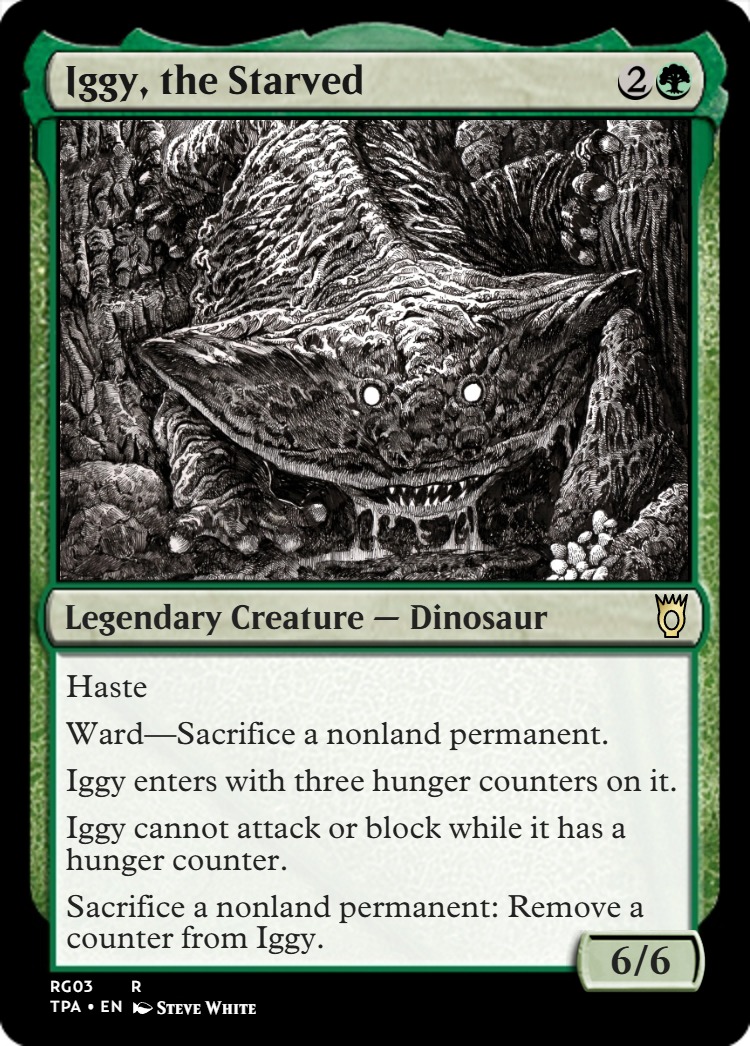 Iggy, the Starved
2
Legendary Creature — Dinosaur
Haste
Ward—Sacrifice a nonland permanent.
Iggy enters with three hunger counters on it.
Iggy cannot attack or block while it has a
hunger counter.
Sacrifice a nonland permanent: Remove a
counter from Iggy.
6/6
RG03 R
TPA • EN Steve White